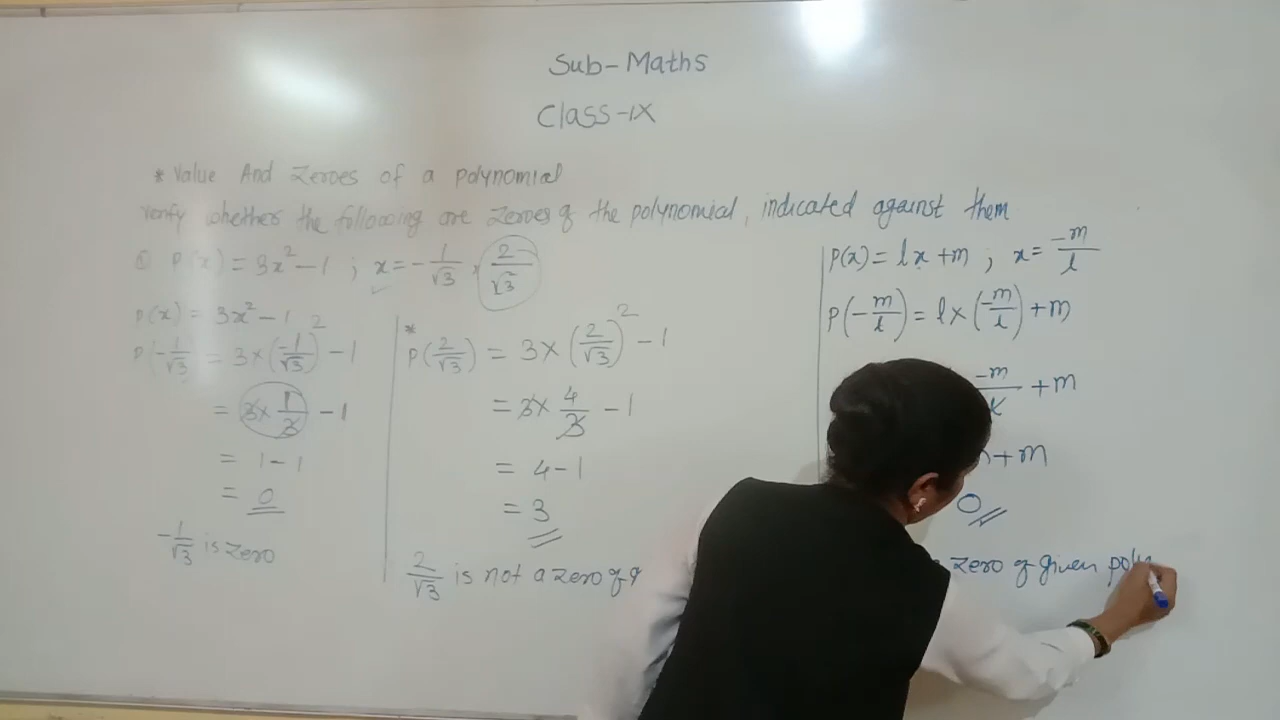 Sub-Maths
Class-IX
* Value And Zeroes of a polynomial
Verify whether the following are zeroes of the polynomial, indicated against them
① P(x) = 3x² - 1 ; x = - 1/√3 , 2/√3
P(x) = 3x² - 1
P(-1/√3 = 3 × (-1/√3)² - 1
= 3 × 1/3 - 1
= 1 - 1
= 0
-1/√3 is zero
*
P(2/√3) = 3 × (2/√3)² - 1
= 3 × 4/3 - 1
= 4 - 1
= 3
2/√3 is not a zero of g
P(x) = lx + m ; x = -m/l
P(-m/l) = l × (-m/l) + m
-m/l + m
+ m
0
zero of given poly